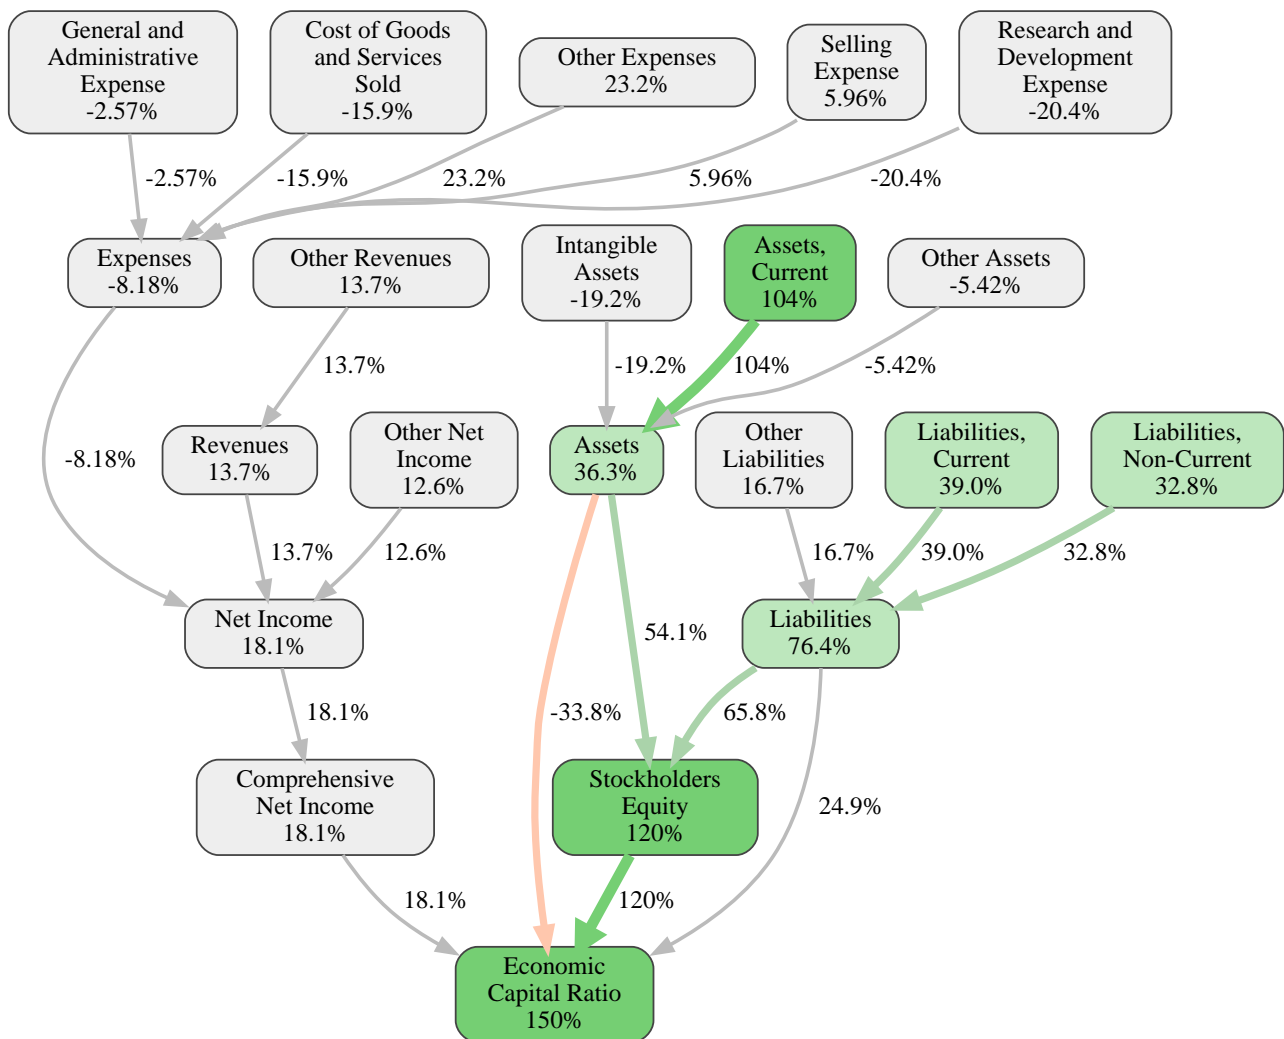 General and
Administrative
Expense
-2.57%
Cost of Goods
and Services
Sold
-15.9%
Other Expenses
23.2%
Selling
Expense
5.96%
Research and
Development
Expense
-20.4%
-2.57%
-15.9%
23.2%
5.96%
-20.4%
Expenses
-8.18%
Other Revenues
13.7%
Intangible
Assets
-19.2%
Assets,
Current
104%
Other Assets
-5.42%
13.7%
-19.2%
104%
-5.42%
-8.18%
Revenues
13.7%
Other Net
Income
12.6%
Assets
36.3%
Other
Liabilities
16.7%
Liabilities,
Current
39.0%
Liabilities,
Non-Current
32.8%
13.7%
12.6%
16.7%
39.0%
32.8%
Net Income
18.1%
54.1%
Liabilities
76.4%
18.1%
-33.8%
65.8%
Comprehensive
Net Income
18.1%
Stockholders
Equity
120%
24.9%
18.1%
120%
Economic
Capital Ratio
150%